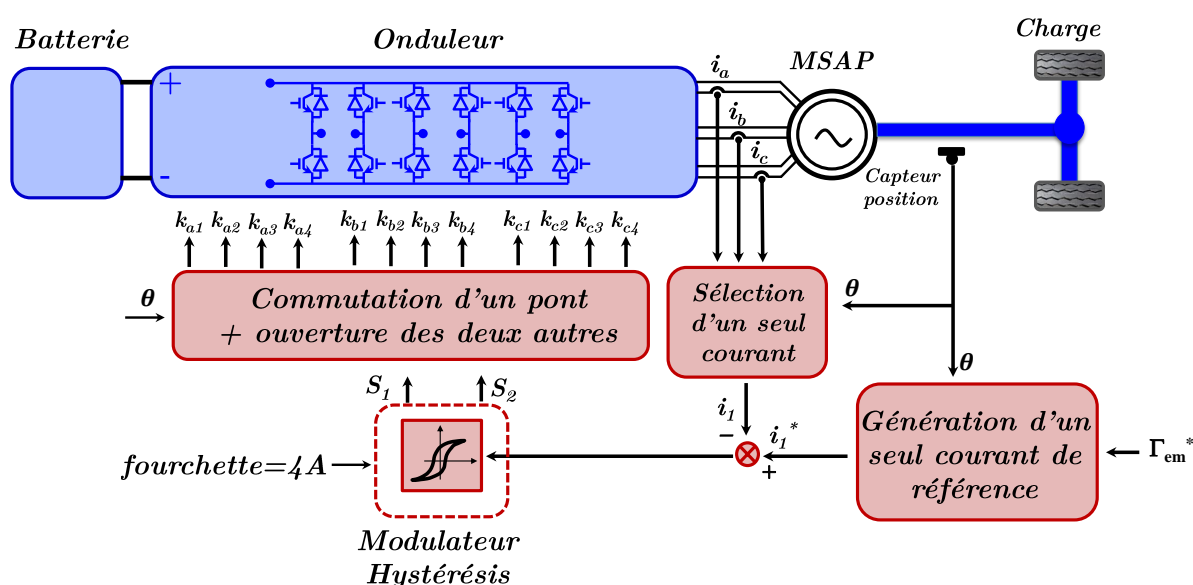 Batterie
Onduleur
MSAP
Charge
+
-
i_a
i_b
i_c
Capteur
position
k_a1 k_a2 k_a3 k_a4 k_b1 k_b2 k_b3 k_b4 k_c1 k_c2 k_c3 k_c4
θ
Commutation d'un pont
+ ouverture des deux autres
Sélection
d'un seul
courant
θ
θ
S_1
S_2
i_1
−
i_1*
+
Génération d'un
seul courant de
référence
Γ_em*
fourchette=4A
Modulateur
Hystérésis